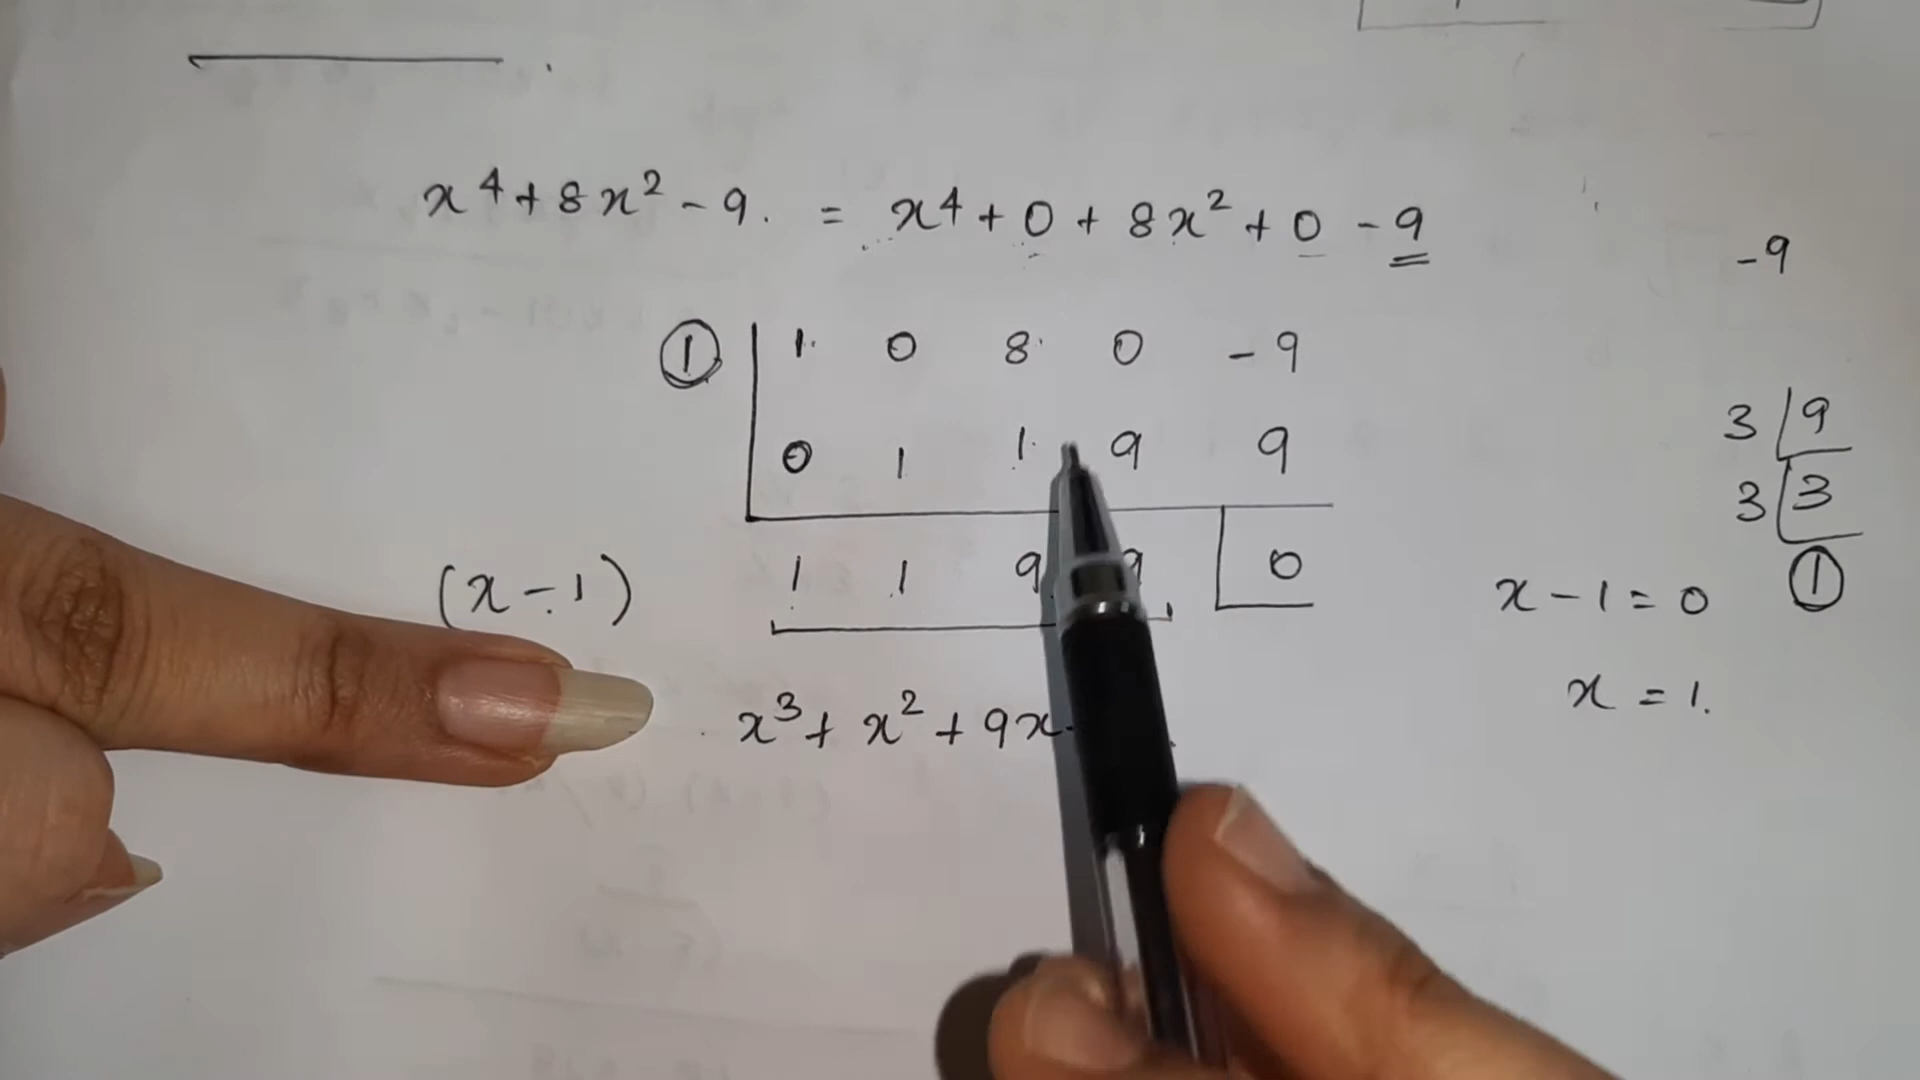 x⁴ + 8x² - 9. = x⁴ + 0 + 8x² + 0 - 9
-9
1 | 1. 0 8. 0 -9
0 1 1. 9 9
3 | 9
3 | 3
1
(x-1) 1 1 9 9 | 0
x - 1 = 0
x = 1.
x³ + x² + 9x